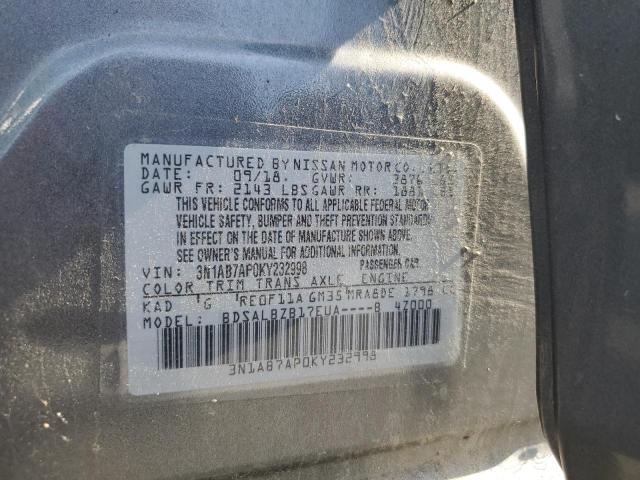 MANUFACTURED BY NISSAN MOTOR CO.
DATE: 09/18. GVWR: 3876
GAWR FR: 2143 LBS GAWR RR: 1881
THIS VEHICLE CONFORMS TO ALL APPLICABLE FEDERAL MOTOR
VEHICLE SAFETY, BUMPER AND THEFT PREVENTION STANDARDS
IN EFFECT ON THE DATE OF MANUFACTURE SHOWN ABOVE.
SEE OWNER'S MANUAL FOR ADDITIONAL INFORMATION.
VIN: 3N1AB7AP0KY232998 PASSENGER CAR
COLOR TRIM TRANS AXLE ENGINE
KAD G RE0F11A GM35 MRA8DE 1798 CC
MODEL: BDSALBZB17EUA----B 47000
3N1AB7AP0KY232998